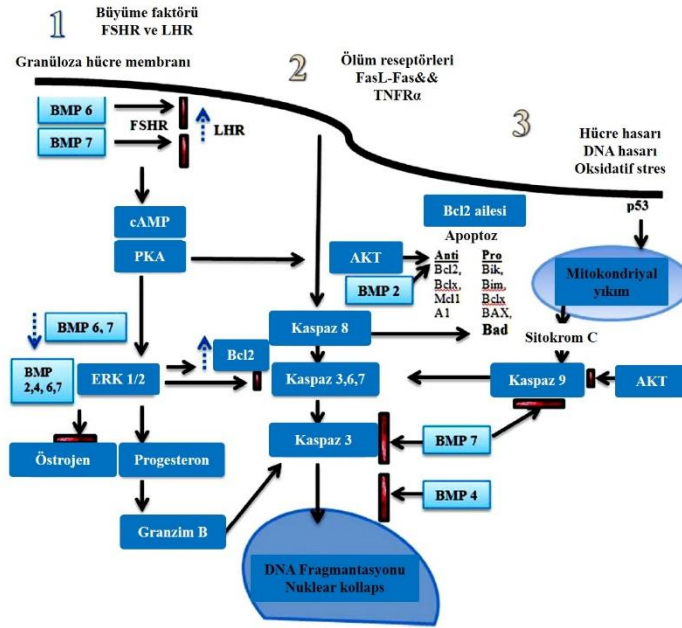 1
Büyüme faktörü
FSHR ve LHR
Granüloza hücre membranı
2
Ölüm reseptörleri
FasL-Fas&&
TNFRα
3
Hücre hasarı
DNA hasarı
Oksidatif stres
p53
BMP 6
FSHR
LHR
BMP 7
cAMP
PKA
AKT
BMP 2
Bcl2 ailesi
Apoptoz
Anti Pro
Bcl2, Bik,
Bclx, Bim,
Mcl1 Bclx
A1 BAX,
Bad
Mitokondriyal
yıkım
Sitokrom C
BMP 6, 7
Kaspaz 8
BMP
2,4, 6,7
ERK 1/2
Bcl2
Kaspaz 3,6,7
Kaspaz 9
AKT
Kaspaz 3
BMP 7
Östrojen
Progesteron
BMP 4
Granzim B
DNA Fragmantasyonu
Nuklear kollaps